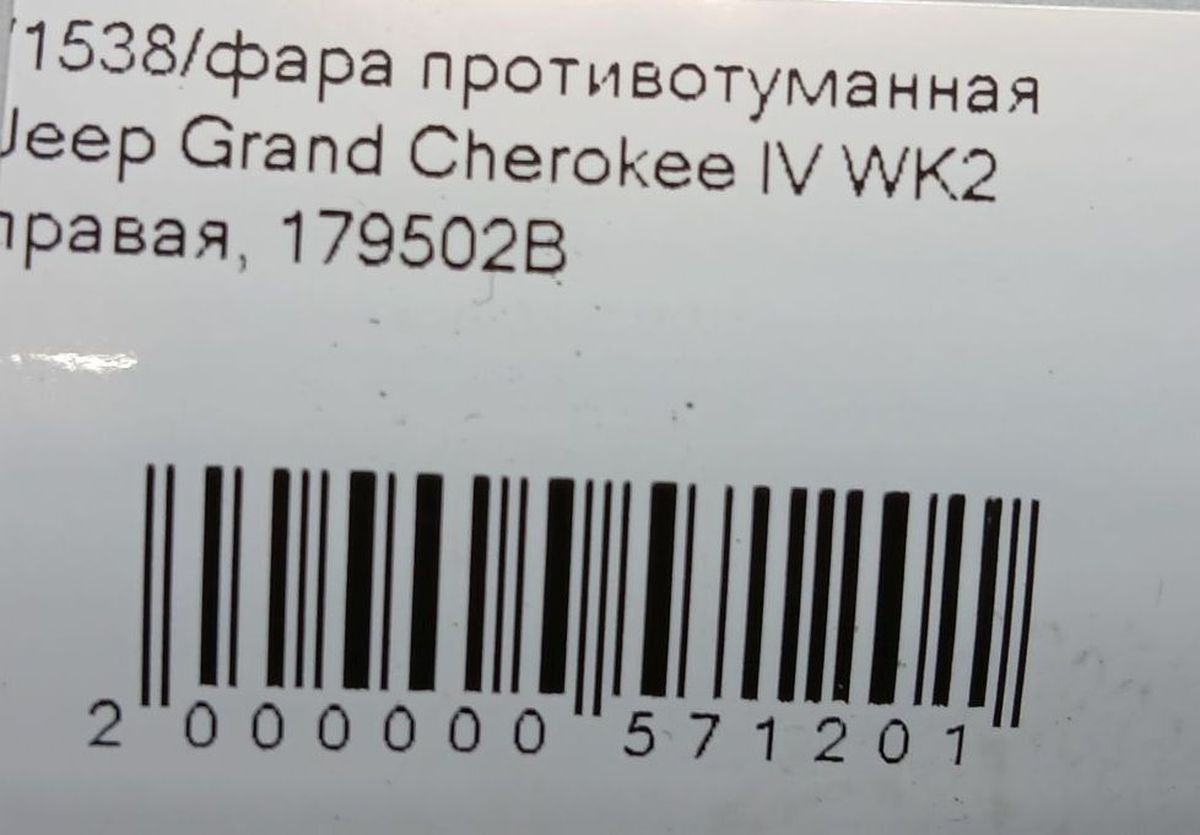 /1538/фара противотуманная
Jeep Grand Cherokee IV WK2
правая, 179502B
2 000000 571201